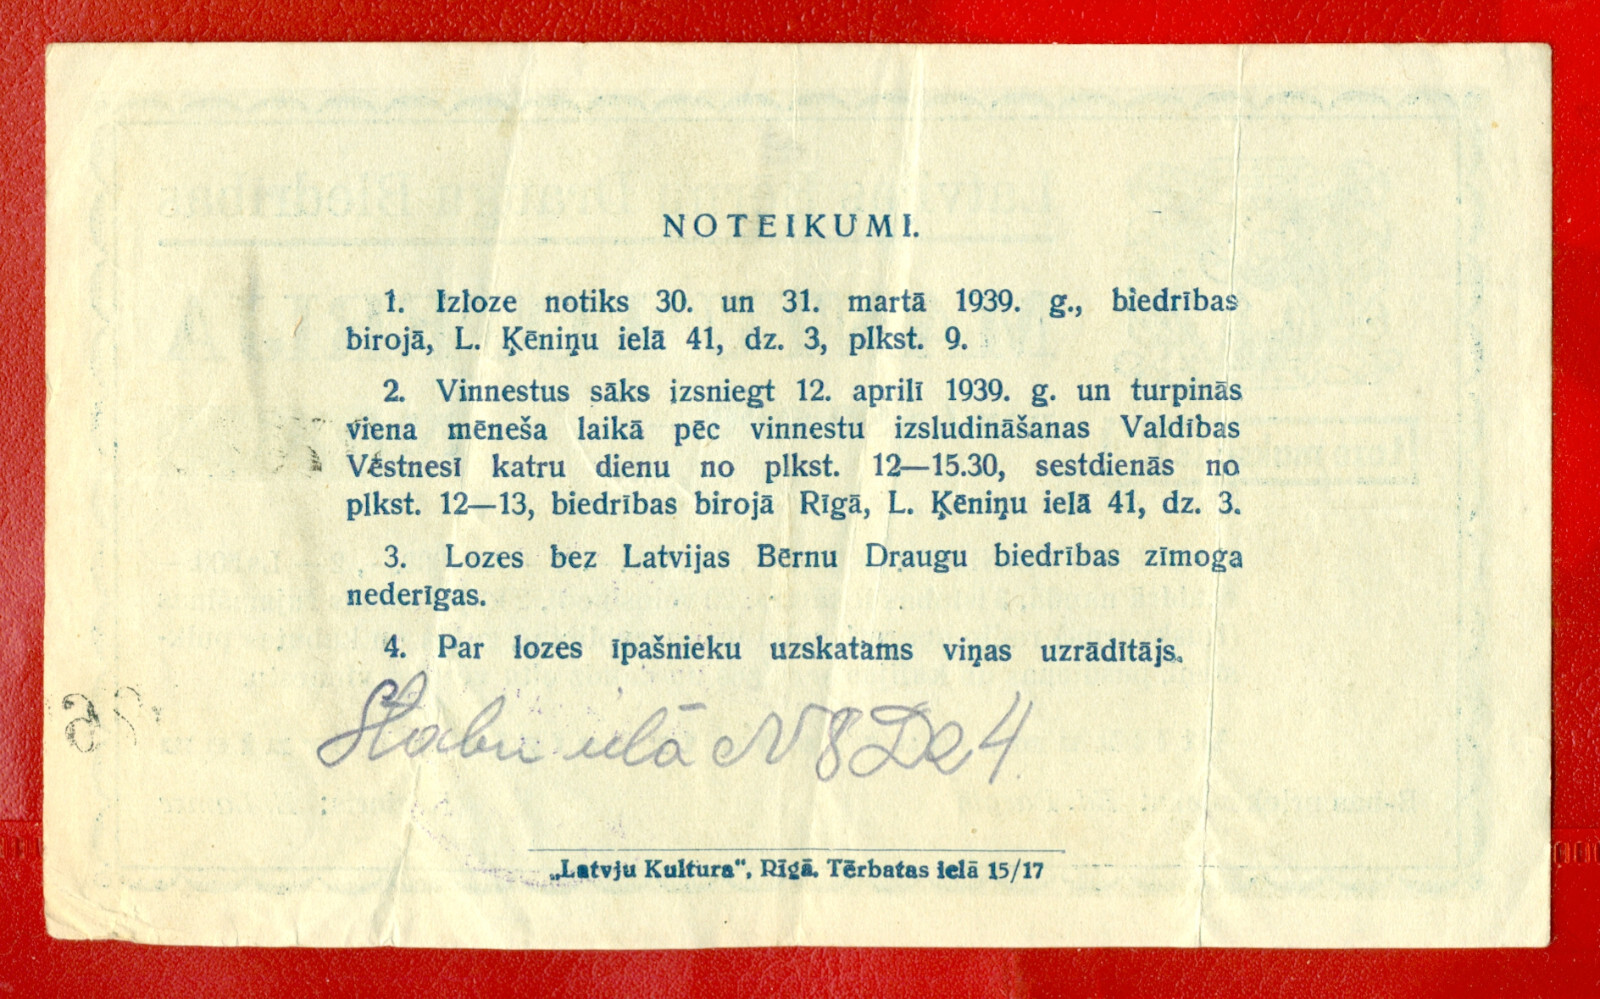 NOTEIKUMI.
1. Izloze notiks 30. un 31. martā 1939. g., biedrības
birojā, L. Ķēniņu ielā 41, dz. 3, plkst. 9.
2. Vinnestus sāks izsniegt 12. aprilī 1939. g. un turpinās
viena mēneša laikā pēc vinnestu izsludināšanas Valdības
Vēstnesī katru dienu no plkst. 12—15.30, sestdienās no
plkst. 12—13, biedrības birojā Rīgā, L. Ķēniņu ielā 41, dz. 3.
3. Lozes bez Latvijas Bērnu Draugu biedrības zīmoga
nederīgas.
4. Par lozes īpašnieku uzskatams viņas uzrādītājs.
Stabu ielā N 8 Dz 4
„Latvju Kultura“, Rīgā, Tērbatas ielā 15/17